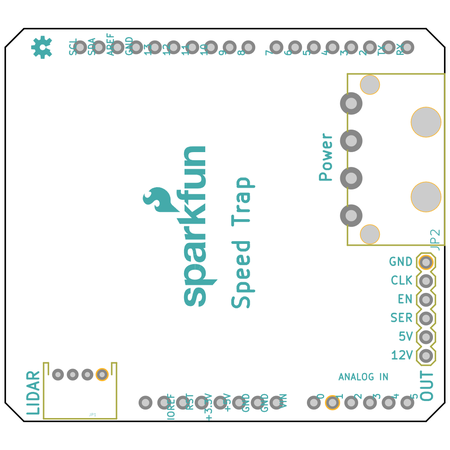 SCL
SDA
AREF
GND
13
12
11
10
9
8
7
6
5
4
3
2
TX
RX
Power
sparkfun
Speed Trap
JP2
GND
CLK
EN
SER
5V
12V
OUT
ANALOG IN
LIDAR
IOREF
RST
+3.3V
+5V
GND
GND
VIN
0
1
2
3
4
5